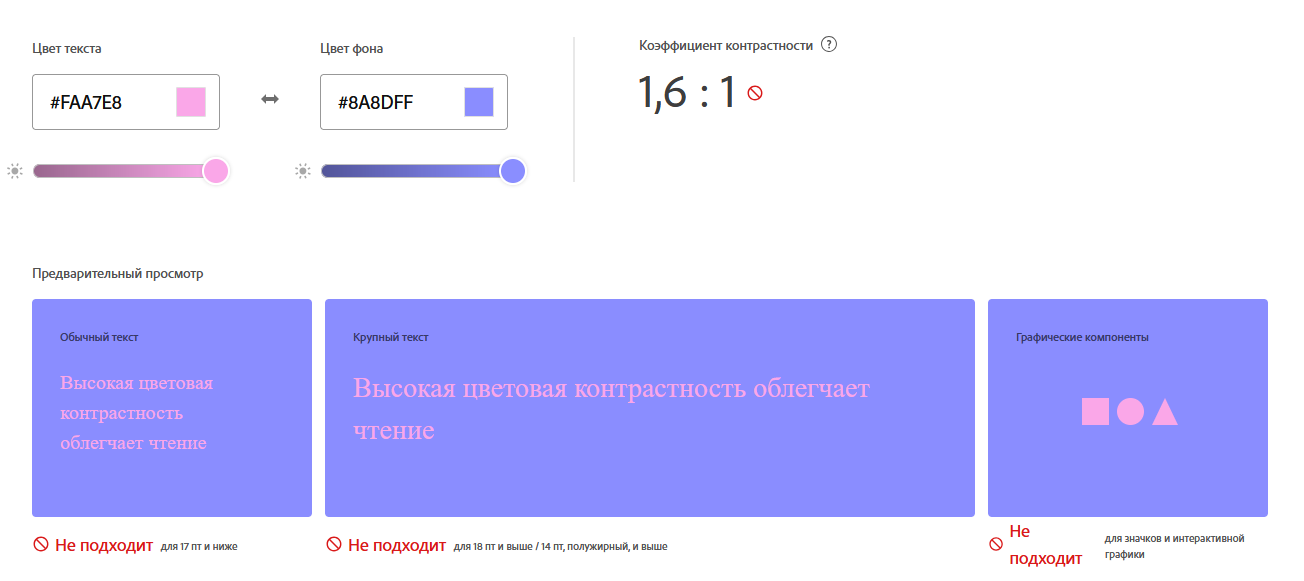 Цвет текста
Цвет фона
Коэффициент контрастности ?
#FAA7E8
#8A8DFF
1,6 : 1
Предварительный просмотр
Обычный текст
Высокая цветовая
контрастность
облегчает чтение
Крупный текст
Высокая цветовая контрастность облегчает
чтение
Графические компоненты
Не подходит для 17 пт и ниже
Не подходит для 18 пт и выше / 14 пт, полужирный, и выше
Не
подходит
для значков и интерактивной
графики